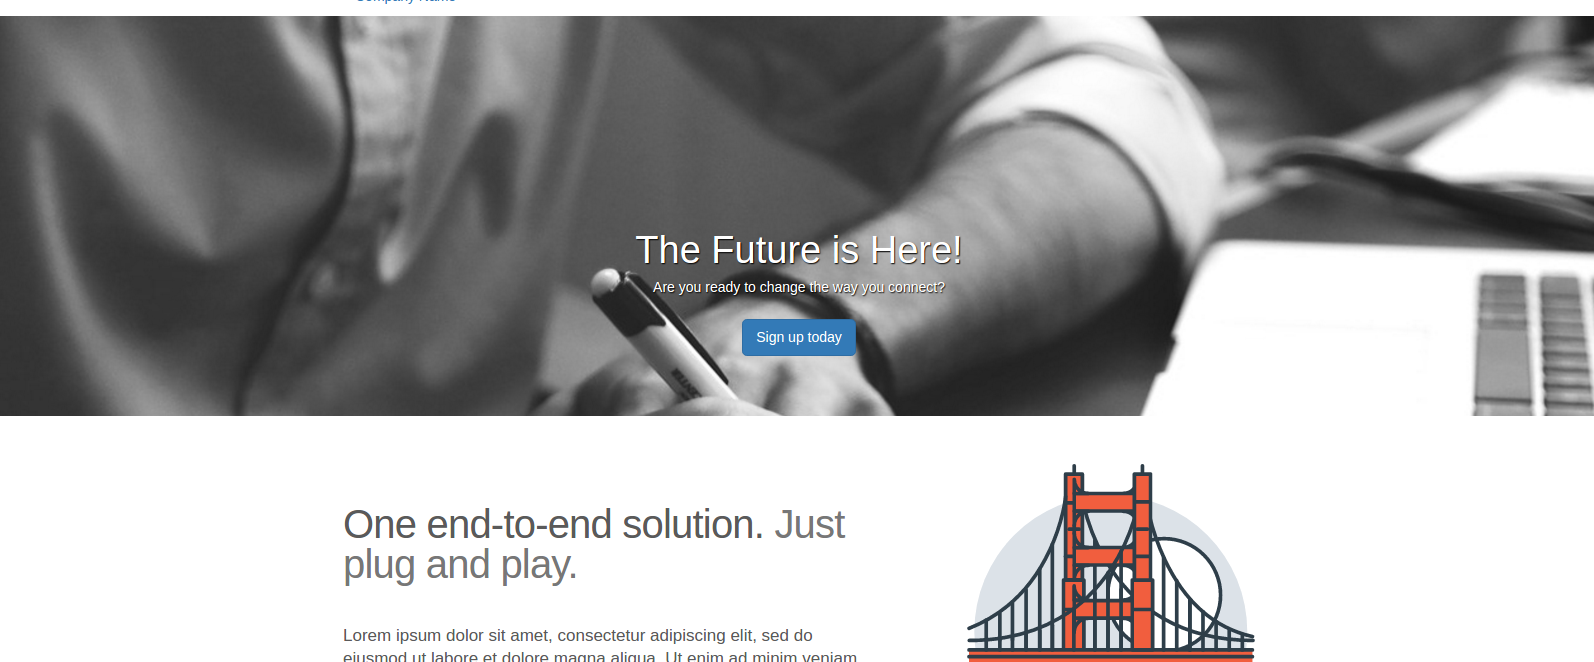 Company Name
The Future is Here!
Are you ready to change the way you connect?
Sign up today
One end-to-end solution. Just
plug and play.
Lorem ipsum dolor sit amet, consectetur adipiscing elit, sed do
eiusmod ut labore et dolore magna aliqua. Ut enim ad minim veniam